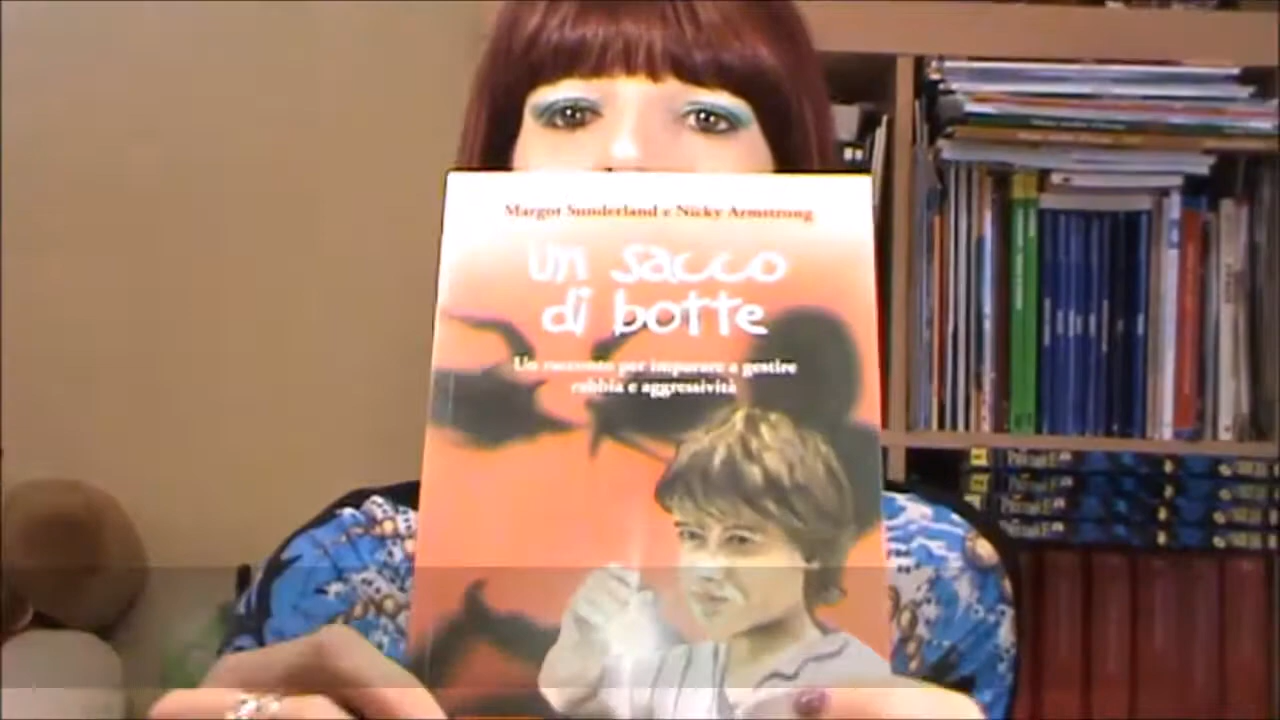 Margot Sunderland e Nicky Armstrong
un sacco
di botte
Un racconto per imparare a gestire
rabbia e aggressività